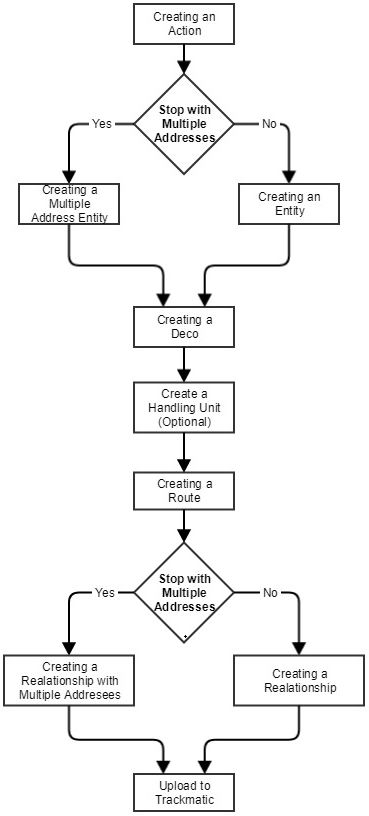 Creating an
Action
Stop with
Multiple
Addresses
Yes
No
Creating a
Multiple
Address Entity
Creating an
Entity
Creating a
Deco
Create a
Handling Unit
(Optional)
Creating a
Route
Stop with
Multiple
Addresses
.
Yes
No
Creating a
Realationship with
Multiple Addresees
Creating a
Realationship
Upload to
Trackmatic